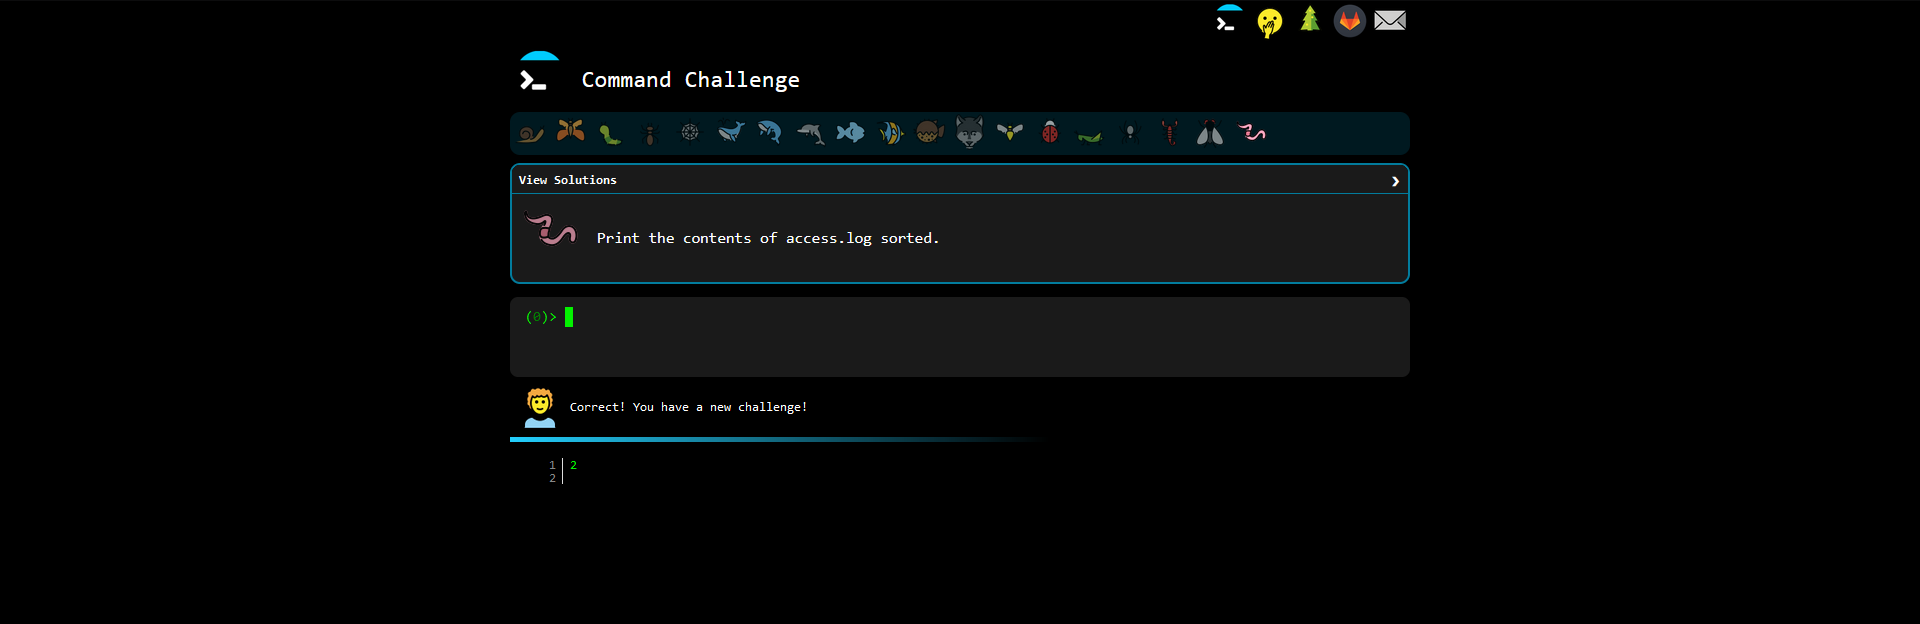 Command Challenge
View Solutions
Print the contents of access.log sorted.
(0)>
Correct! You have a new challenge!
1 2
2